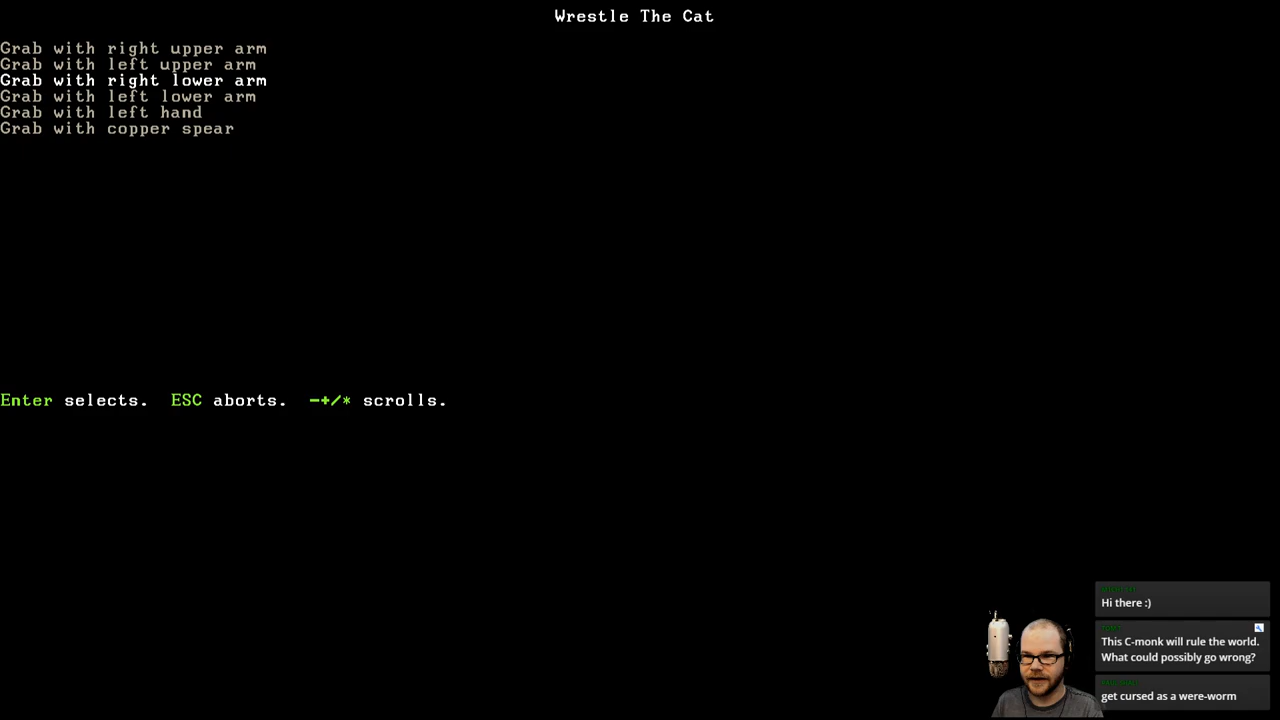 Wrestle The Cat
Grab with right upper arm
Grab with left upper arm
Grab with right lower arm
Grab with left lower arm
Grab with left hand
Grab with copper spear
Enter selects.  ESC aborts.  -+/* scrolls.
Hi there :)
This C-monk will rule the world.
What could possibly go wrong?
get cursed as a were-worm